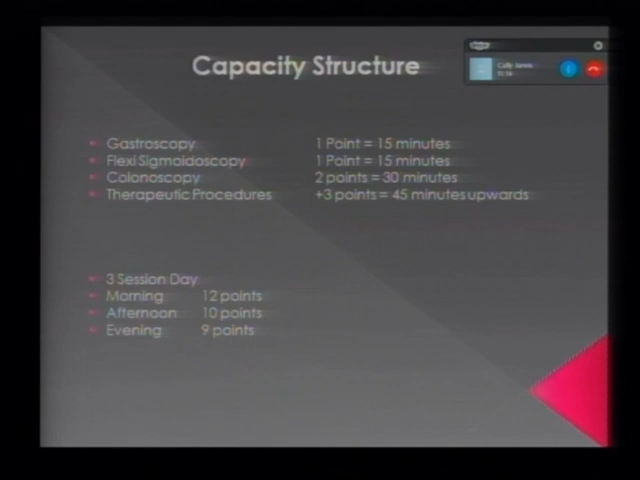 Capacity Structure
Gastroscopy 1 Point = 15 minutes
Flexi Sigmoidoscopy 1 Point = 15 minutes
Colonoscopy 2 points = 30 minutes
Therapeutic Procedures +3 points = 45 minutes upwards
3 Session Day
Morning 12 points
Afternoon 10 points
Evening 9 points